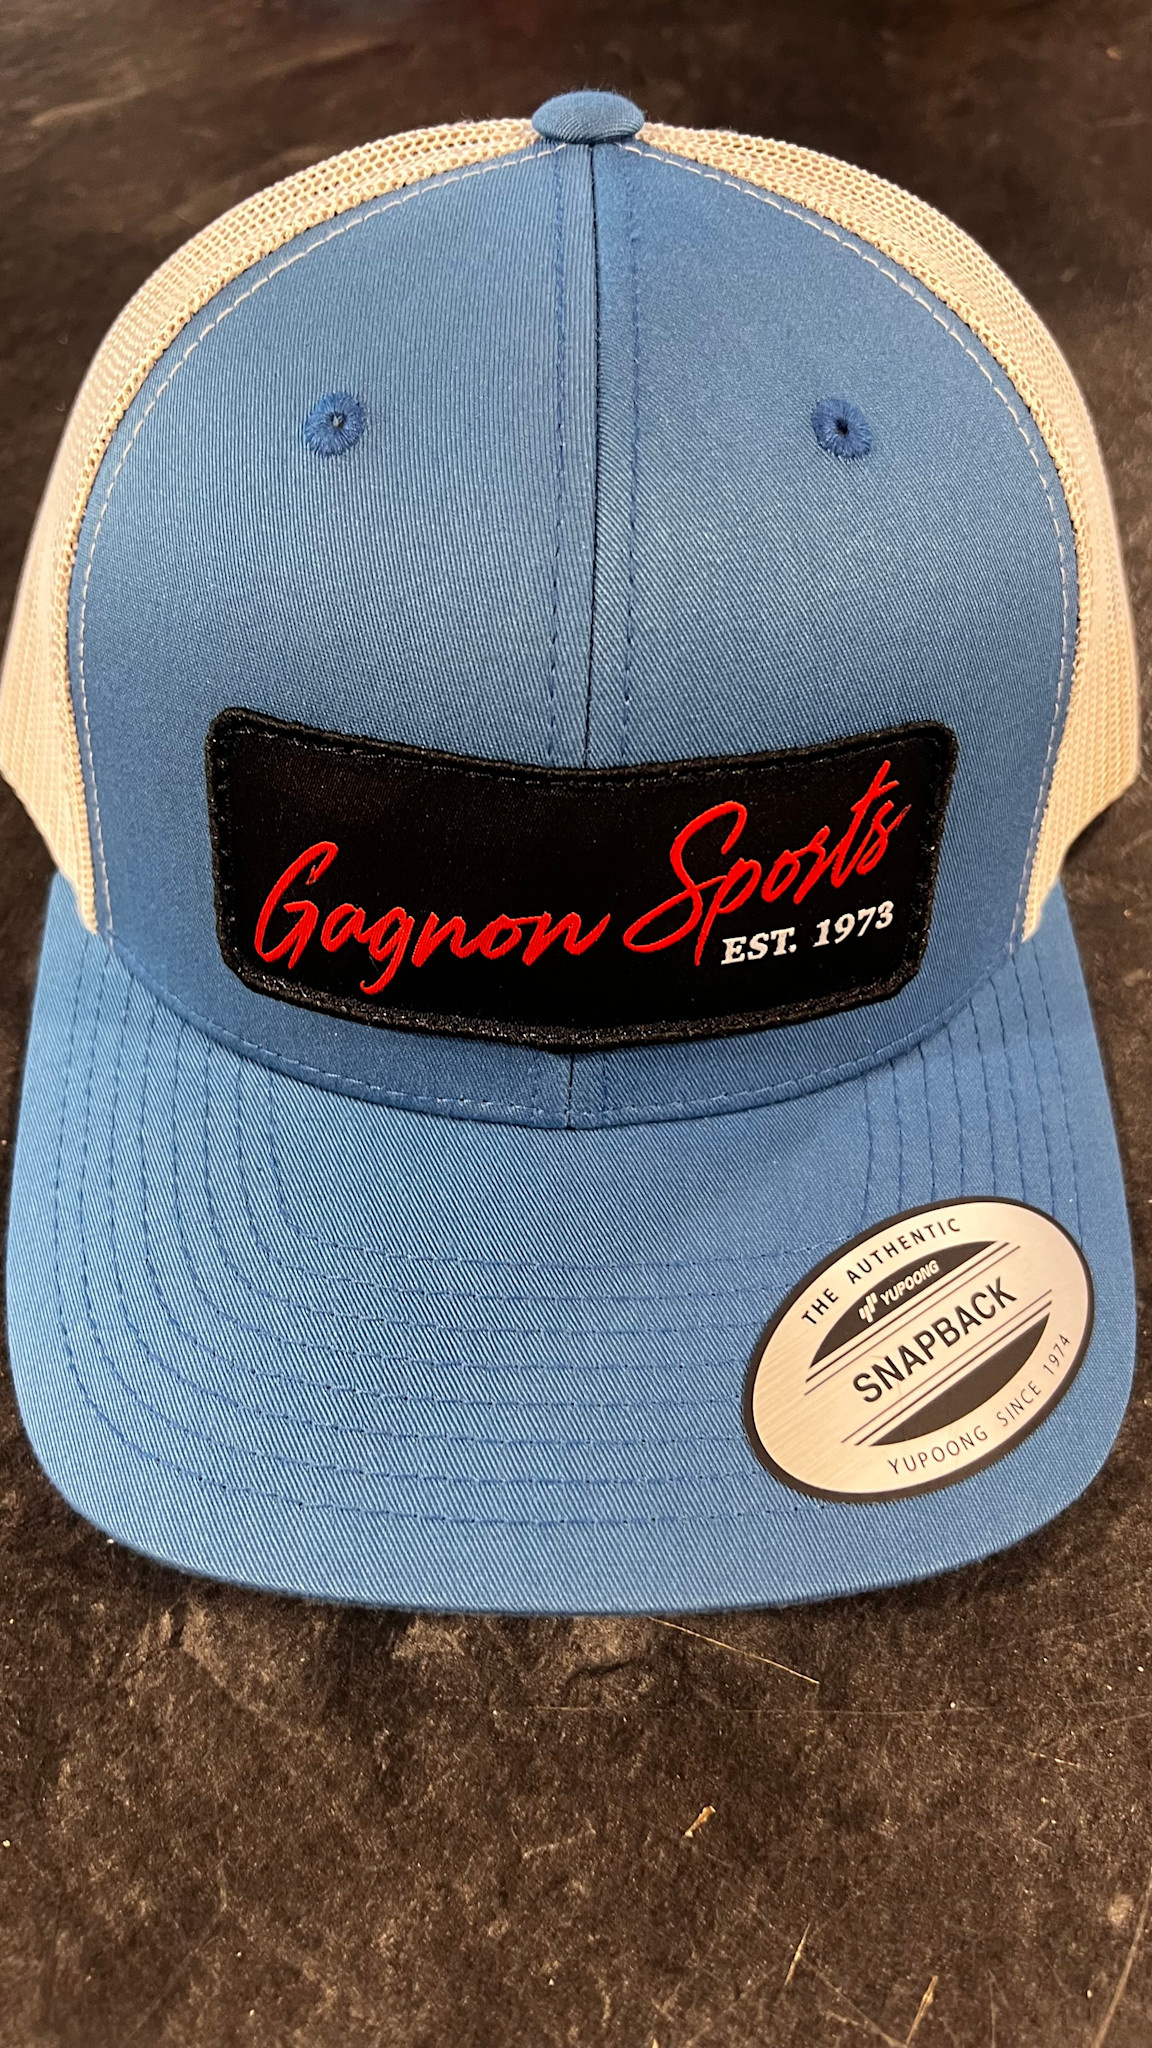 Gagnon Sports
EST. 1973
THE AUTHENTIC
YUPOONG
SNAPBACK
YUPOONG SINCE 1974